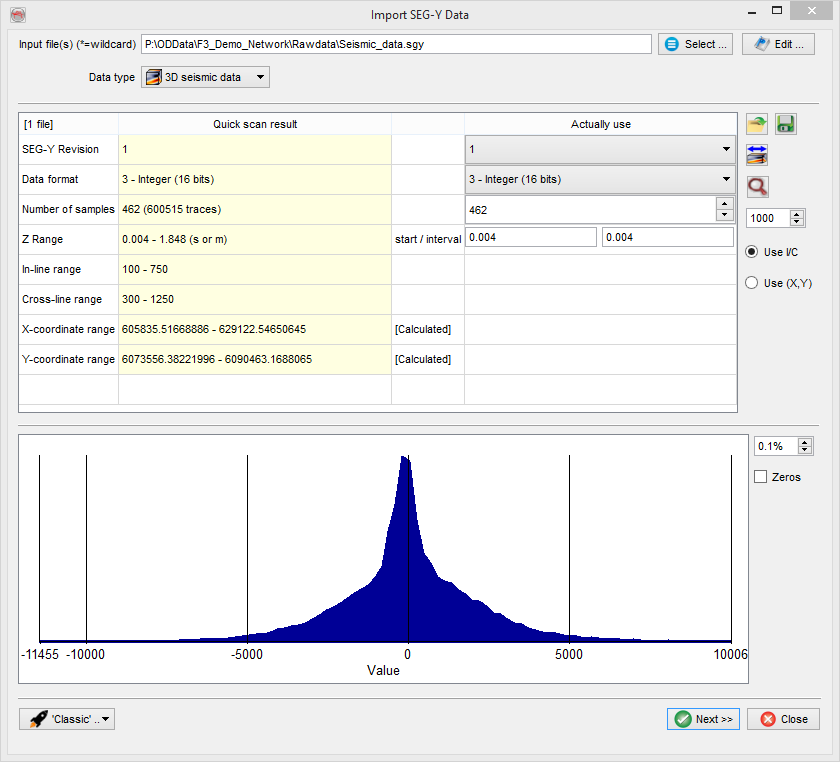 Import SEG-Y Data
Input file(s) (*=wildcard) P:\ODData\F3_Demo_Network\Rawdata\Seismic_data.sgy Select ... Edit ...
Data type 3D seismic data
[1 file] Quick scan result Actually use
SEG-Y Revision 1 1
Data format 3 - Integer (16 bits) 3 - Integer (16 bits)
Number of samples 462 (600515 traces) 462
1000
Z Range 0.004 - 1.848 (s or m) start / interval 0.004 0.004
Use I/C
In-line range 100 - 750
Use (X,Y)
Cross-line range 300 - 1250
X-coordinate range 605835.51668886 - 629122.54650645 [Calculated]
Y-coordinate range 6073556.38221996 - 6090463.1688065 [Calculated]
0.1%
Zeros
-11455 -10000 -5000 0 5000 10006
Value
'Classic' .. Next >> Close